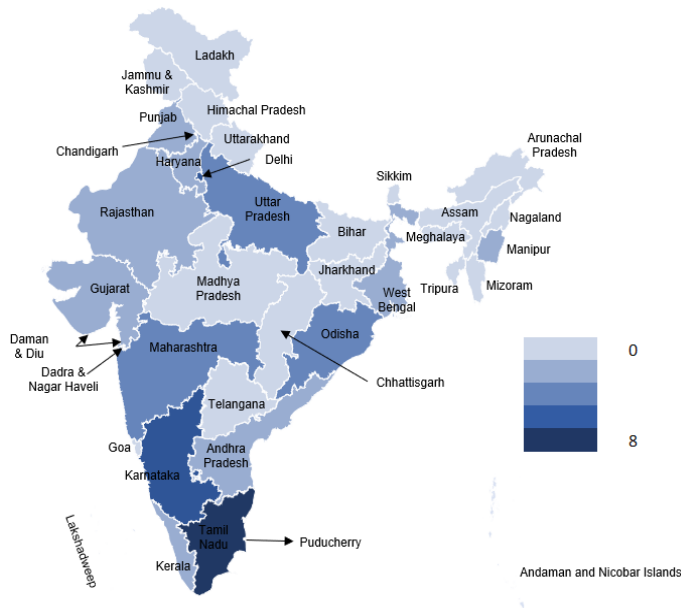 Ladakh
Jammu &
Kashmir
Himachal Pradesh
Punjab
Uttarakhand
Chandigarh
Haryana
Delhi
Arunachal
Pradesh
Sikkim
Rajasthan
Uttar
Pradesh
Assam
Nagaland
Bihar
Meghalaya
Manipur
Jharkhand
Gujarat
Madhya
Pradesh
West
Bengal
Tripura
Mizoram
Daman
& Diu
Maharashtra
Odisha
Dadra &
Nagar Haveli
Chhattisgarh
0
Telangana
Goa
Andhra
Pradesh
8
Karnataka
Lakshadweep
Tamil
Nadu
Puducherry
Kerala
Andaman and Nicobar Islands